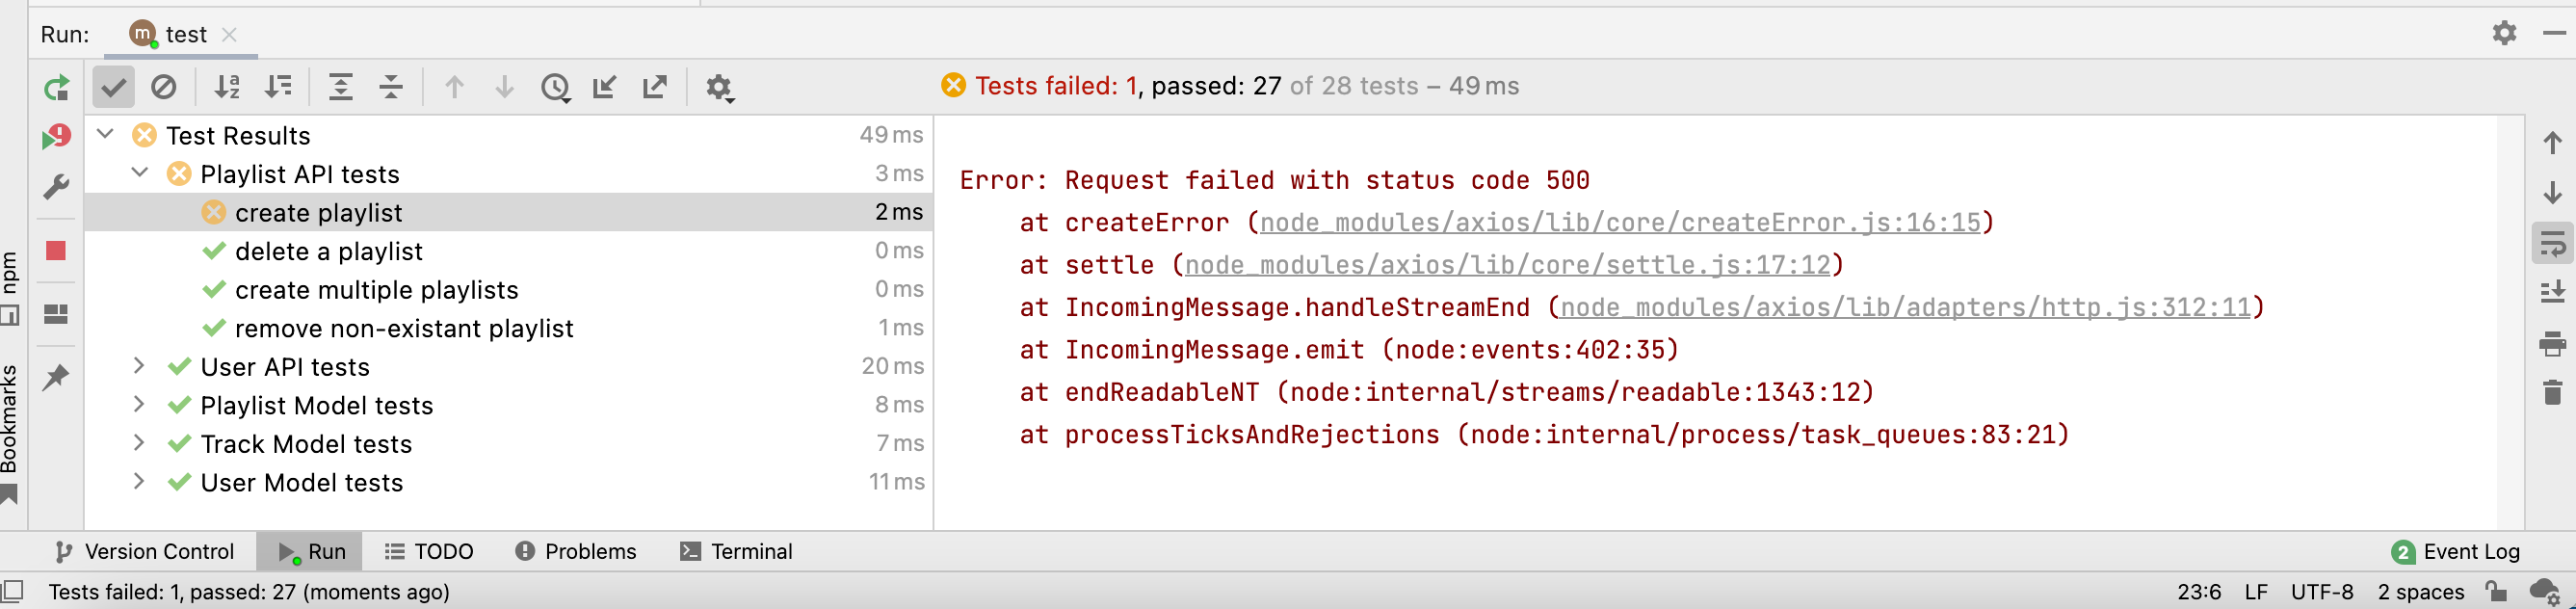 Run: m test
Tests failed: 1, passed: 27 of 28 tests – 49 ms
Test Results 49 ms
Playlist API tests 3 ms
create playlist 2 ms
delete a playlist 0 ms
create multiple playlists 0 ms
remove non-existant playlist 1 ms
User API tests 20 ms
Playlist Model tests 8 ms
Track Model tests 7 ms
User Model tests 11 ms
Error: Request failed with status code 500
at createError (node_modules/axios/lib/core/createError.js:16:15)
at settle (node_modules/axios/lib/core/settle.js:17:12)
at IncomingMessage.handleStreamEnd (node_modules/axios/lib/adapters/http.js:312:11)
at IncomingMessage.emit (node:events:402:35)
at endReadableNT (node:internal/streams/readable:1343:12)
at processTicksAndRejections (node:internal/process/task_queues:83:21)
npm
Bookmarks
Version Control Run TODO Problems Terminal 2 Event Log
Tests failed: 1, passed: 27 (moments ago) 23:6 LF UTF-8 2 spaces